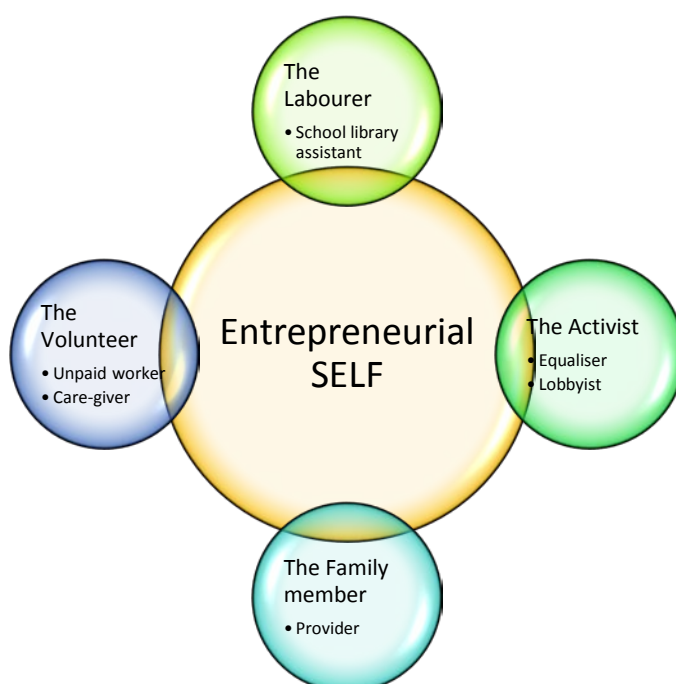 The
Labourer
• School library
assistant
The
Volunteer
• Unpaid worker
• Care-giver
Entrepreneurial
SELF
The Activist
• Equaliser
• Lobbyist
The Family
member
• Provider